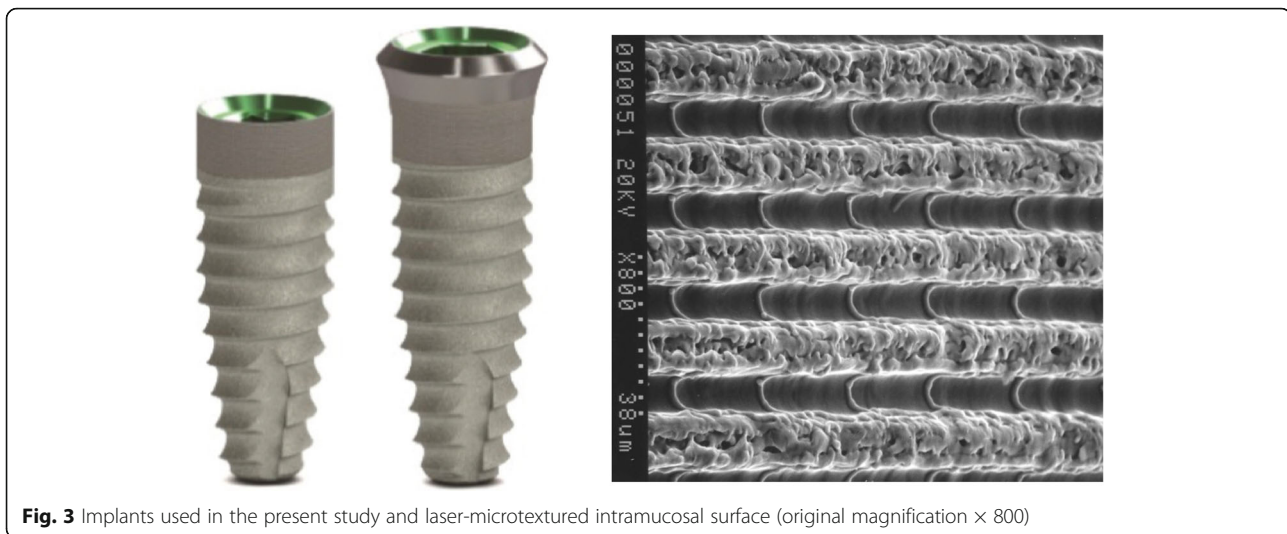 000051 20KV X800 38um
Fig. 3 Implants used in the present study and laser-microtextured intramucosal surface (original magnification × 800)